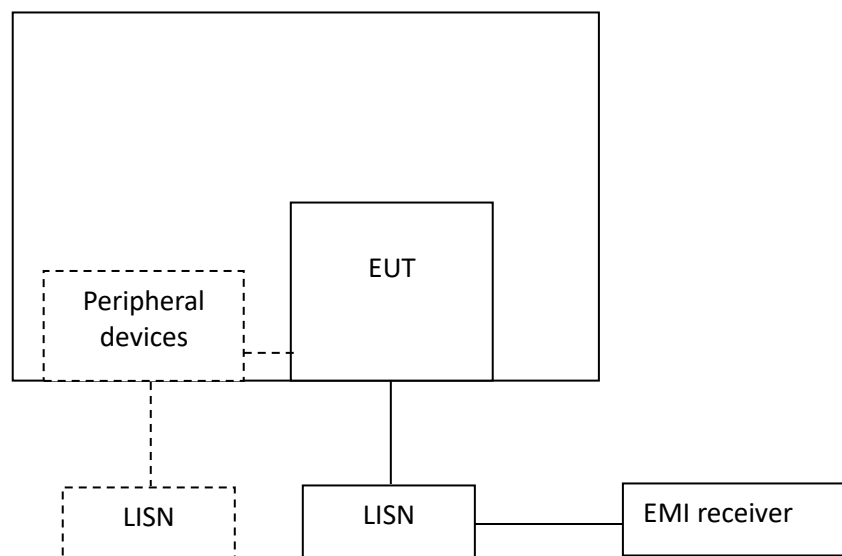 EUT
Peripheral
devices
LISN
LISN
EMI receiver